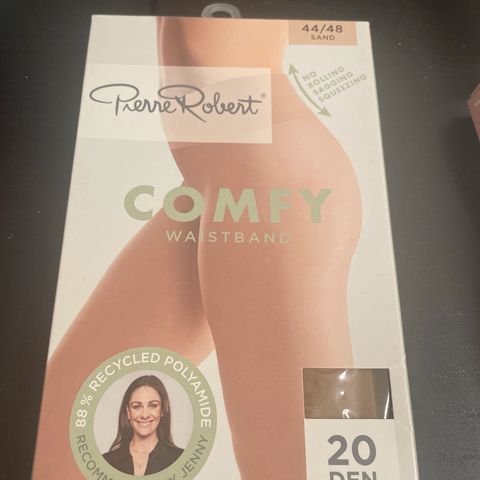 44/48
SAND
NO
ROLLING
SAGGING
SQUEEZING
Pierre Robert®
COMFY
WAISTBAND
88% RECYCLED POLYAMIDE
JENNY
20
DEN